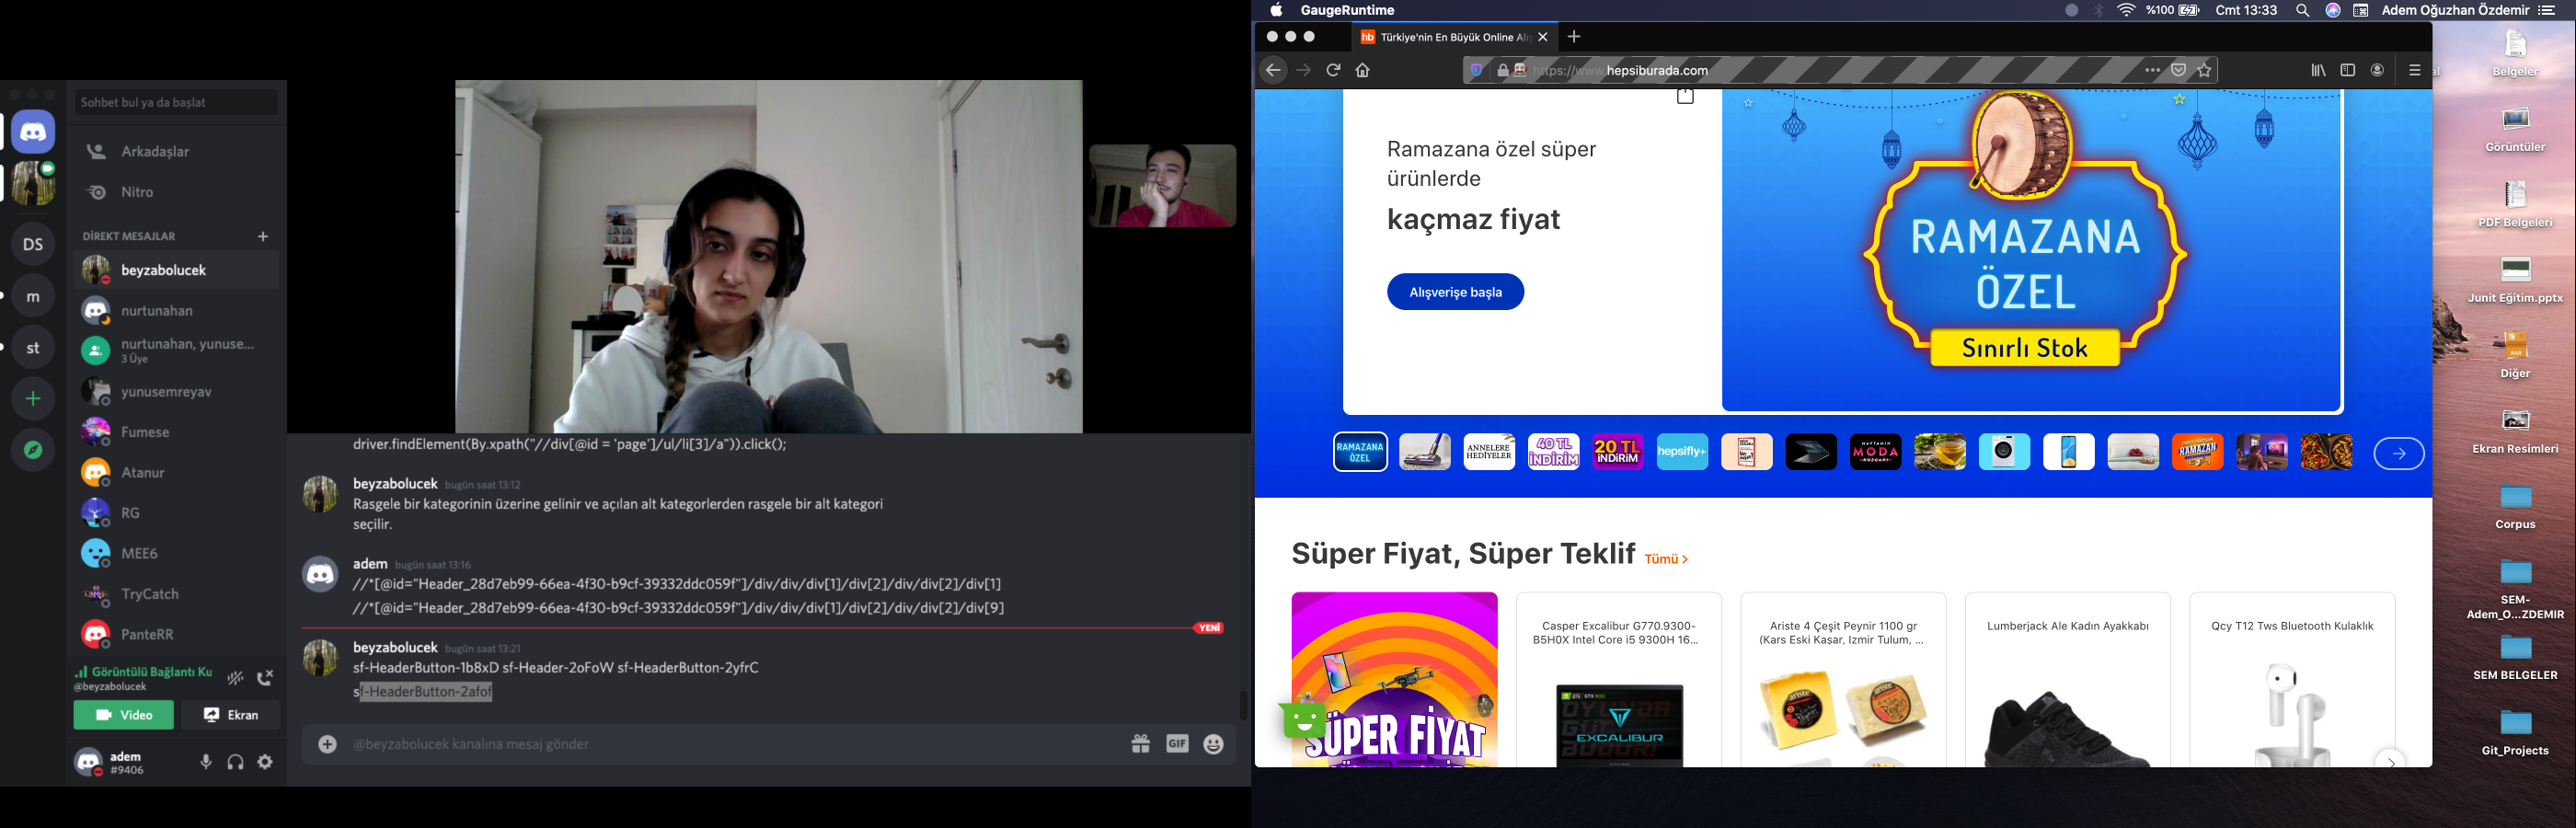 Sohbet bul ya da başlat
Arkadaşlar
Nitro
DİREKT MESAJLAR
beyzabolucek
nurtunahan
nurtunahan, yunuse...
3 Üye
yunusemreyav
Fumese
Atanur
RG
MEE6
TryCatch
PanteRR
DS
m
st
Görüntülü Bağlantı Ku
@beyzabolucek
Video
Ekran
adem
#9406
driver.findElement(By.xpath("//div[@id = 'page']/ul/li[3]/a")).click();
beyzabolucek bugün saat 13:12
Rasgele bir kategorinin üzerine gelinir ve açılan alt kategorlerden rasgele bir alt kategori
seçilir.
adem bugün saat 13:16
//*[@id="Header_28d7eb99-66ea-4f30-b9cf-39332ddc059f"]/div/div/div[1]/div[2]/div/div[2]/div[1]
//*[@id="Header_28d7eb99-66ea-4f30-b9cf-39332ddc059f"]/div/div/div[1]/div[2]/div/div[2]/div[9]
YENİ
beyzabolucek bugün saat 13:21
sf-HeaderButton-1b8xD sf-Header-2oFoW sf-HeaderButton-2yfrC
sf-HeaderButton-2afof
@beyzabolucek kanalına mesaj gönder
GIF
GaugeRuntime
%100
Cmt 13:33
Adem Oğuzhan Özdemir
hb Türkiye'nin En Büyük Online Alış
https://www.hepsiburada.com
Ramazana özel süper
ürünlerde
kaçmaz fiyat
Alışverişe başla
RAMAZANA
ÖZEL
Sınırlı Stok
RAMAZANA
ÖZEL
ANNELERE
HEDİYELER
40 TL
İNDİRİM
20 TL
İNDİRİM
hepsifly+
HAFTANIN
MODA
RAMAZAN
Süper Fiyat, Süper Teklif Tümü >
SÜPER FİYAT
Casper Excalibur G770.9300-
B5H0X Intel Core i5 9300H 16...
EXCALIBUR
Ariste 4 Çeşit Peynir 1100 gr
(Kars Eski Kaşar, Izmir Tulum, ...
Lumberjack Ale Kadın Ayakkabı
Qcy T12 Tws Bluetooth Kulaklık
Belgeler
Görüntüler
PDF Belgeleri
Junit Eğitim.pptx
Diğer
Ekran Resimleri
Corpus
SEM-
Adem_O...ZDEMIR
SEM BELGELER
Git_Projects